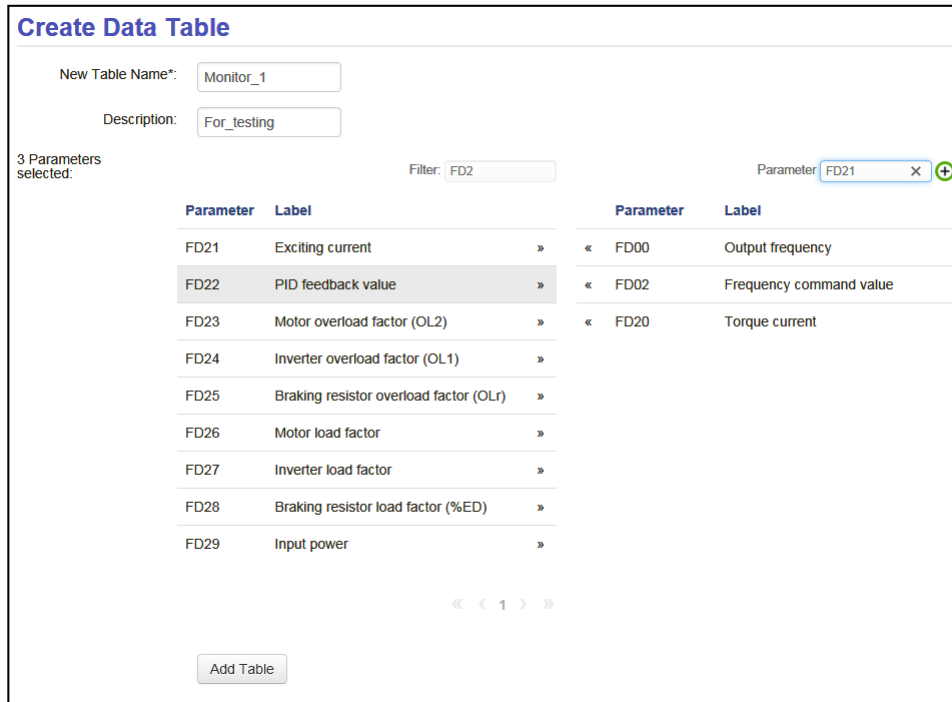 Create Data Table
New Table Name*: Monitor_1
Description: For_testing
3 Parameters
selected:
Filter: FD2
Parameter FD21 ×
Parameter Label
FD21 Exciting current »
FD22 PID feedback value »
FD23 Motor overload factor (OL2) »
FD24 Inverter overload factor (OL1) »
FD25 Braking resistor overload factor (OLr) »
FD26 Motor load factor »
FD27 Inverter load factor »
FD28 Braking resistor load factor (%ED) »
FD29 Input power »
« ‹ 1 › »
Parameter Label
« FD00 Output frequency
« FD02 Frequency command value
« FD20 Torque current
Add Table